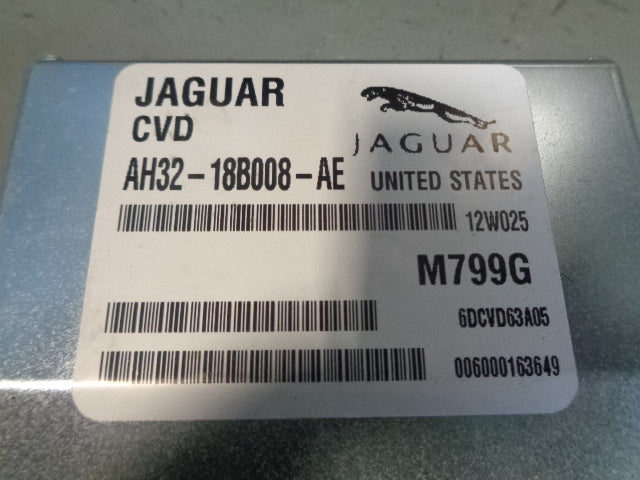 JAGUAR
CVD
JAGUAR
AH32-18B008-AE
UNITED STATES
12W025
M799G
6DCVD63A05
006000163649